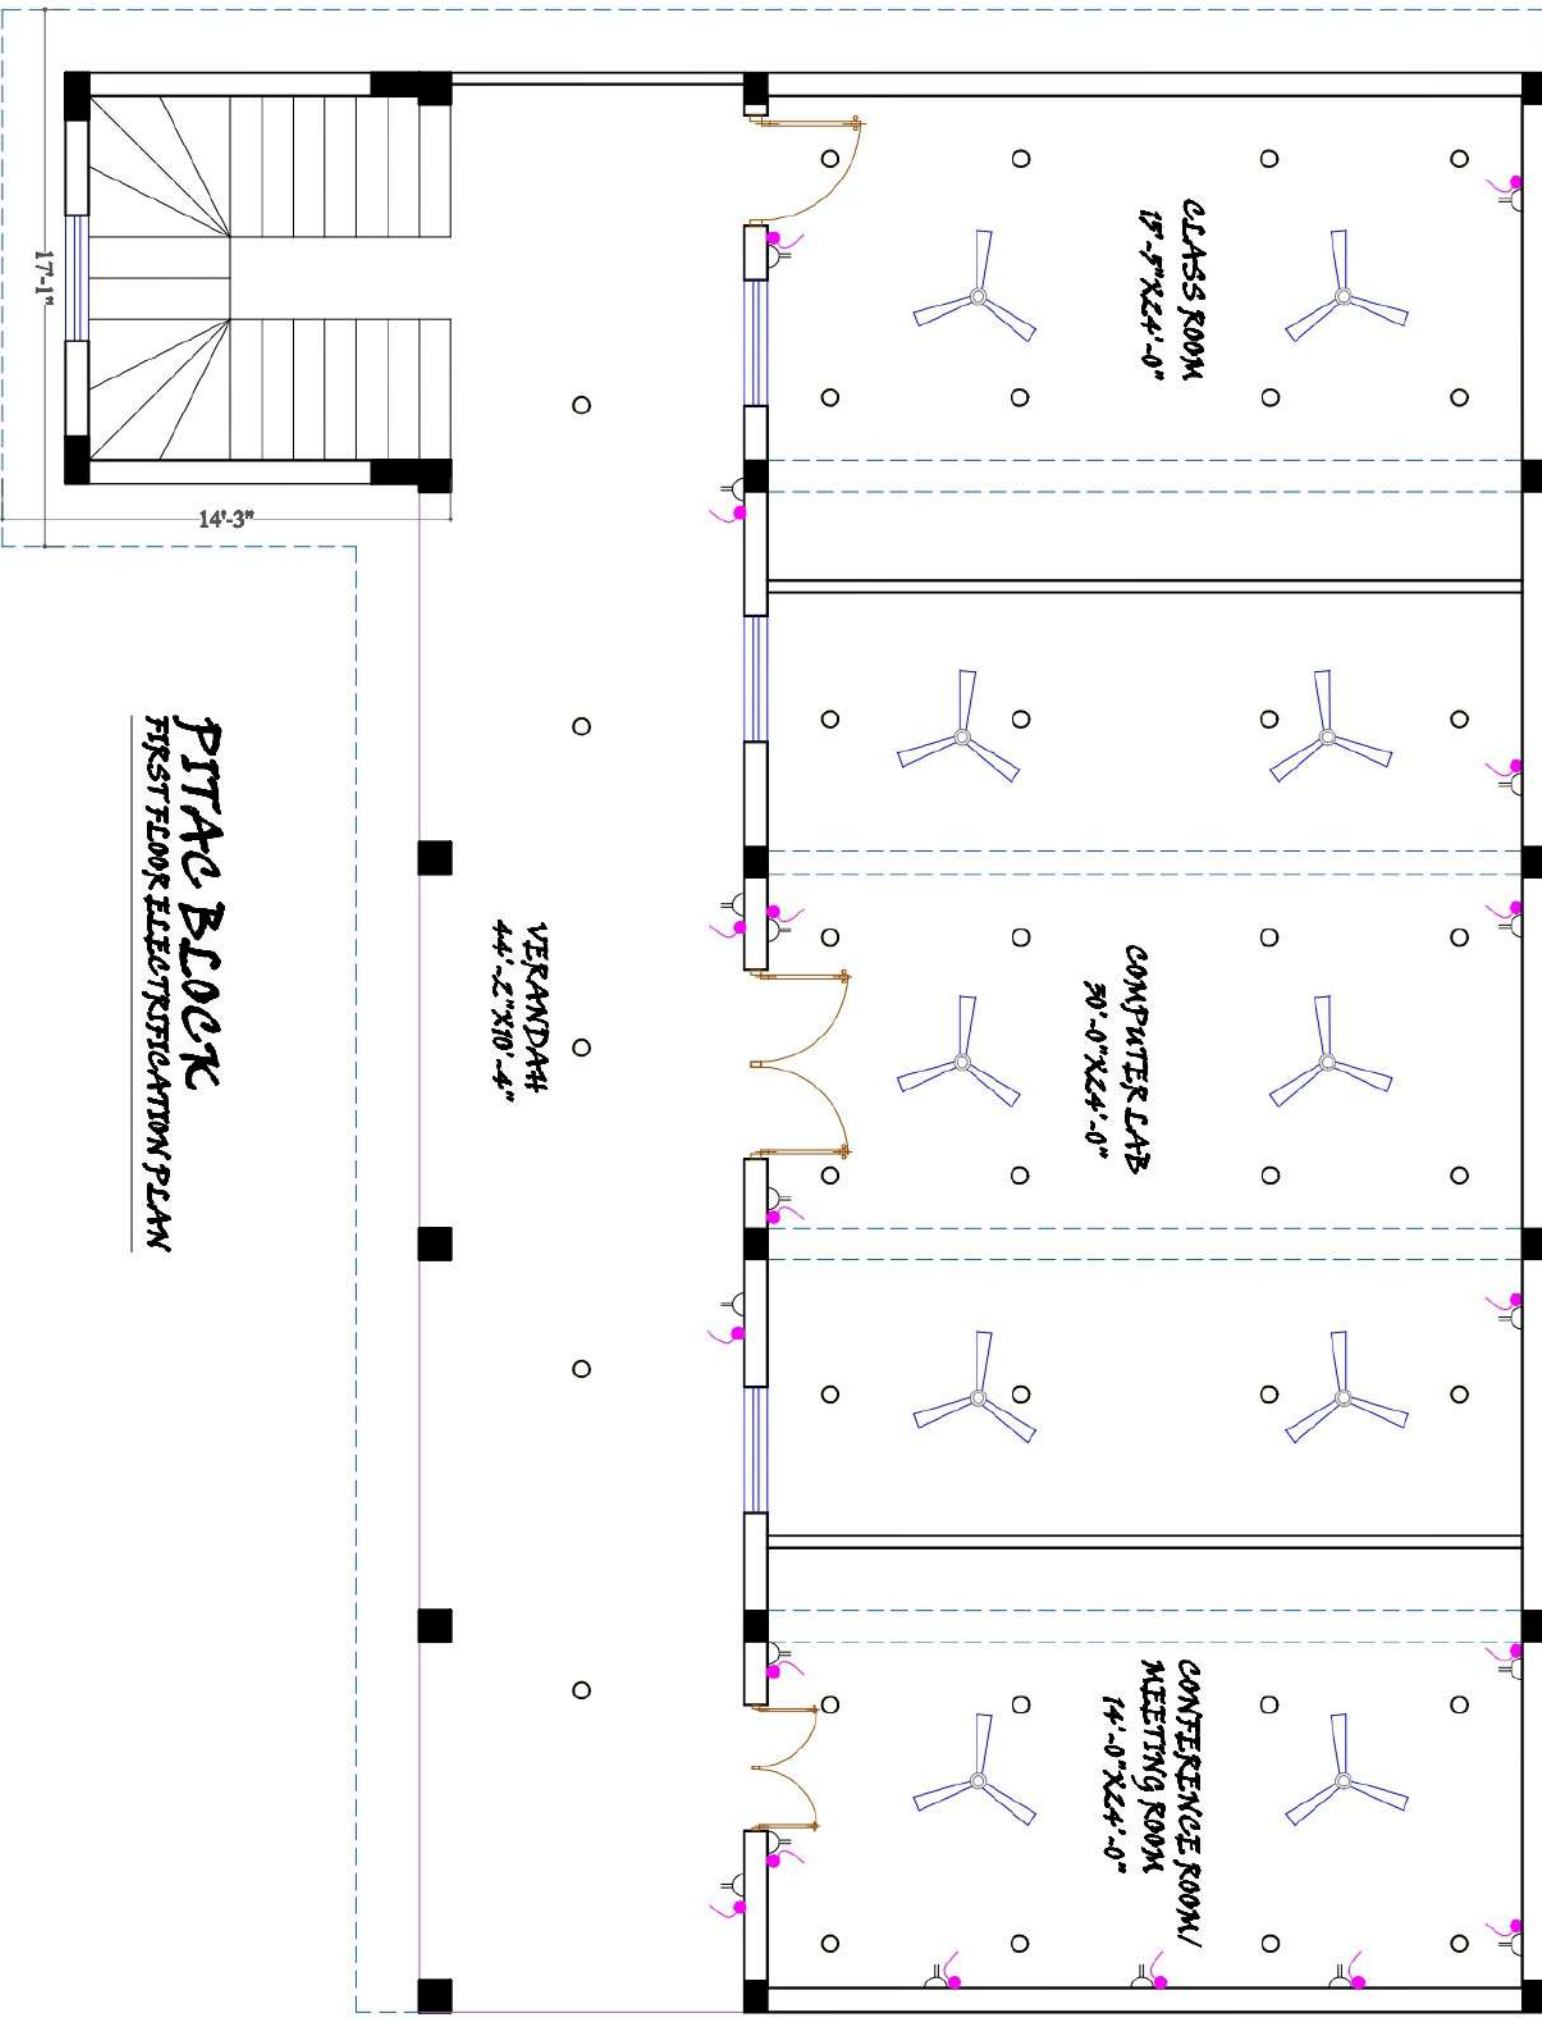 CLASS ROOM
15'-5"X24'-0"
COMPUTER LAB
30'-0"X24'-0"
CONFERENCE ROOM/
MEETING ROOM
14'-0"X24'-0"
VERANDAH
44'-2"X10'-4"
17'-1"
14'-3"
PITAC BLOCK
FIRST FLOOR ELECTRIFICATION PLAN